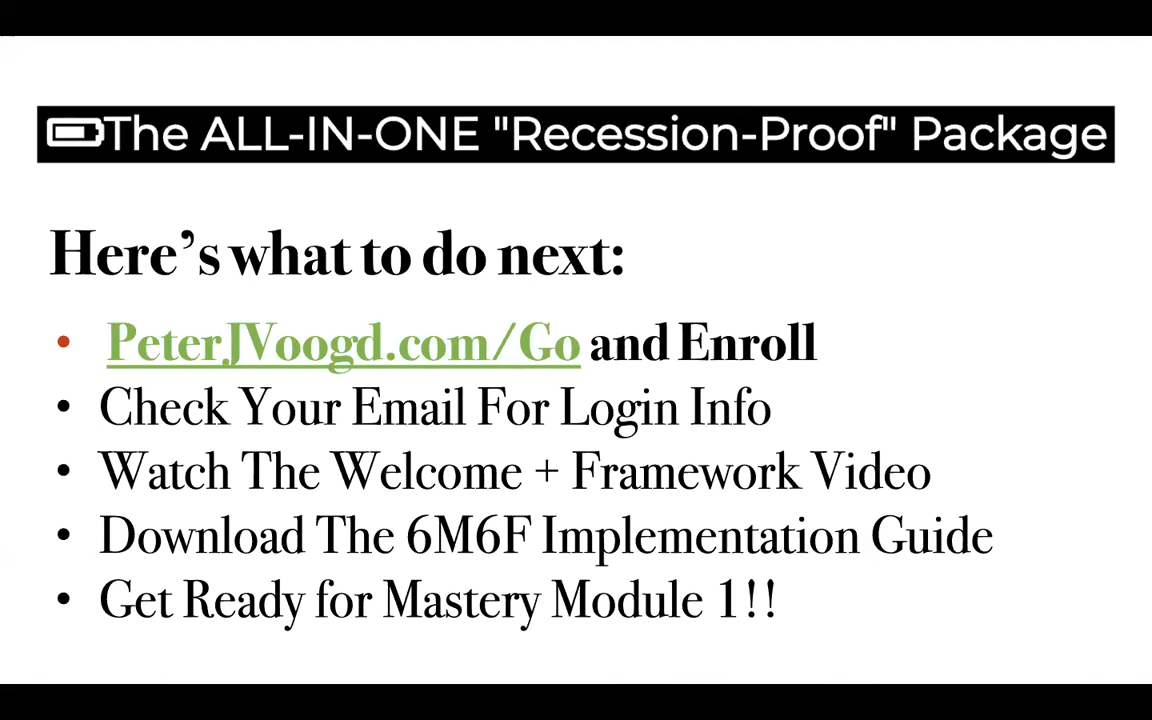 The ALL-IN-ONE "Recession-Proof" Package
Here’s what to do next:
• PeterJVoogd.com/Go and Enroll
• Check Your Email For Login Info
• Watch The Welcome + Framework Video
• Download The 6M6F Implementation Guide
• Get Ready for Mastery Module 1!!